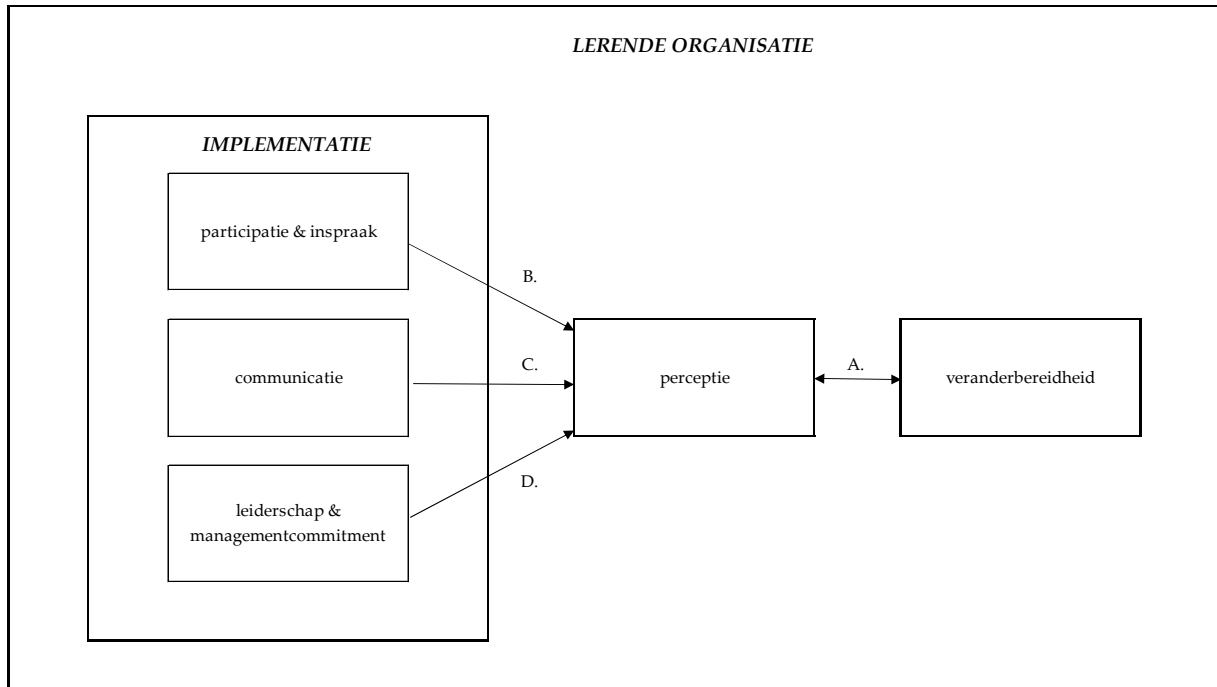 LERENDE ORGANISATIE
IMPLEMENTATIE
participatie & inspraak
B.
communicatie
C.
perceptie
A.
veranderbereidheid
D.
leiderschap &
managementcommitment